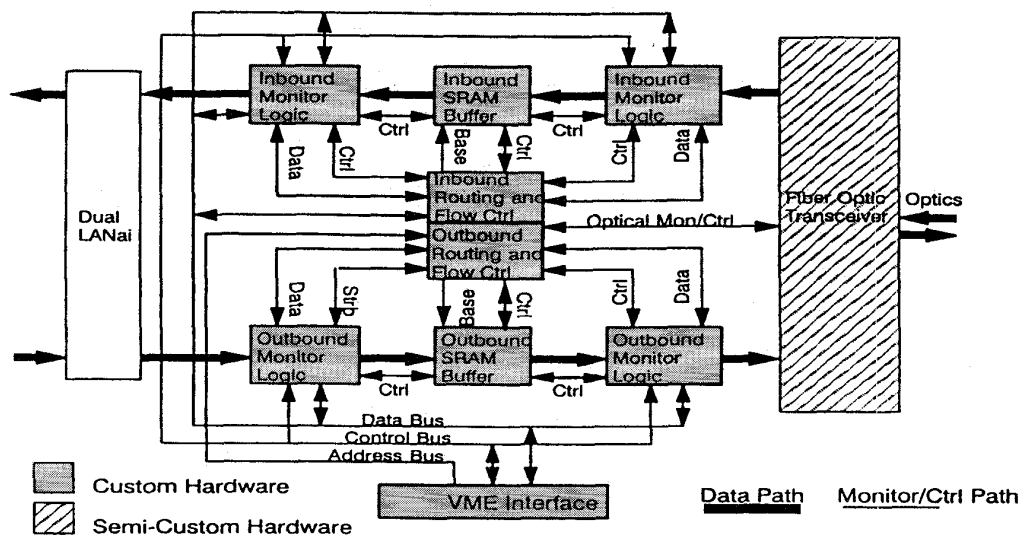 Inbound
Monitor
Logic
Inbound
SRAM
Buffer
Inbound
Monitor
Logic
Ctrl
Ctrl
Data
Ctrl
Base
Ctrl
Ctrl
Data
Inbound
Routing and
Flow Ctrl
Outbound
Routing and
Flow Ctrl
Dual
LANai
Optical Mon/Ctrl
Fiber Optic
Transceiver
Optics
Data
Strp
Base
Ctrl
Ctrl
Data
Outbound
Monitor
Logic
Outbound
SRAM
Buffer
Outbound
Monitor
Logic
Ctrl
Ctrl
Data Bus
Control Bus
Address Bus
VME Interface
Custom Hardware
Semi-Custom Hardware
Data Path
Monitor/Ctrl Path